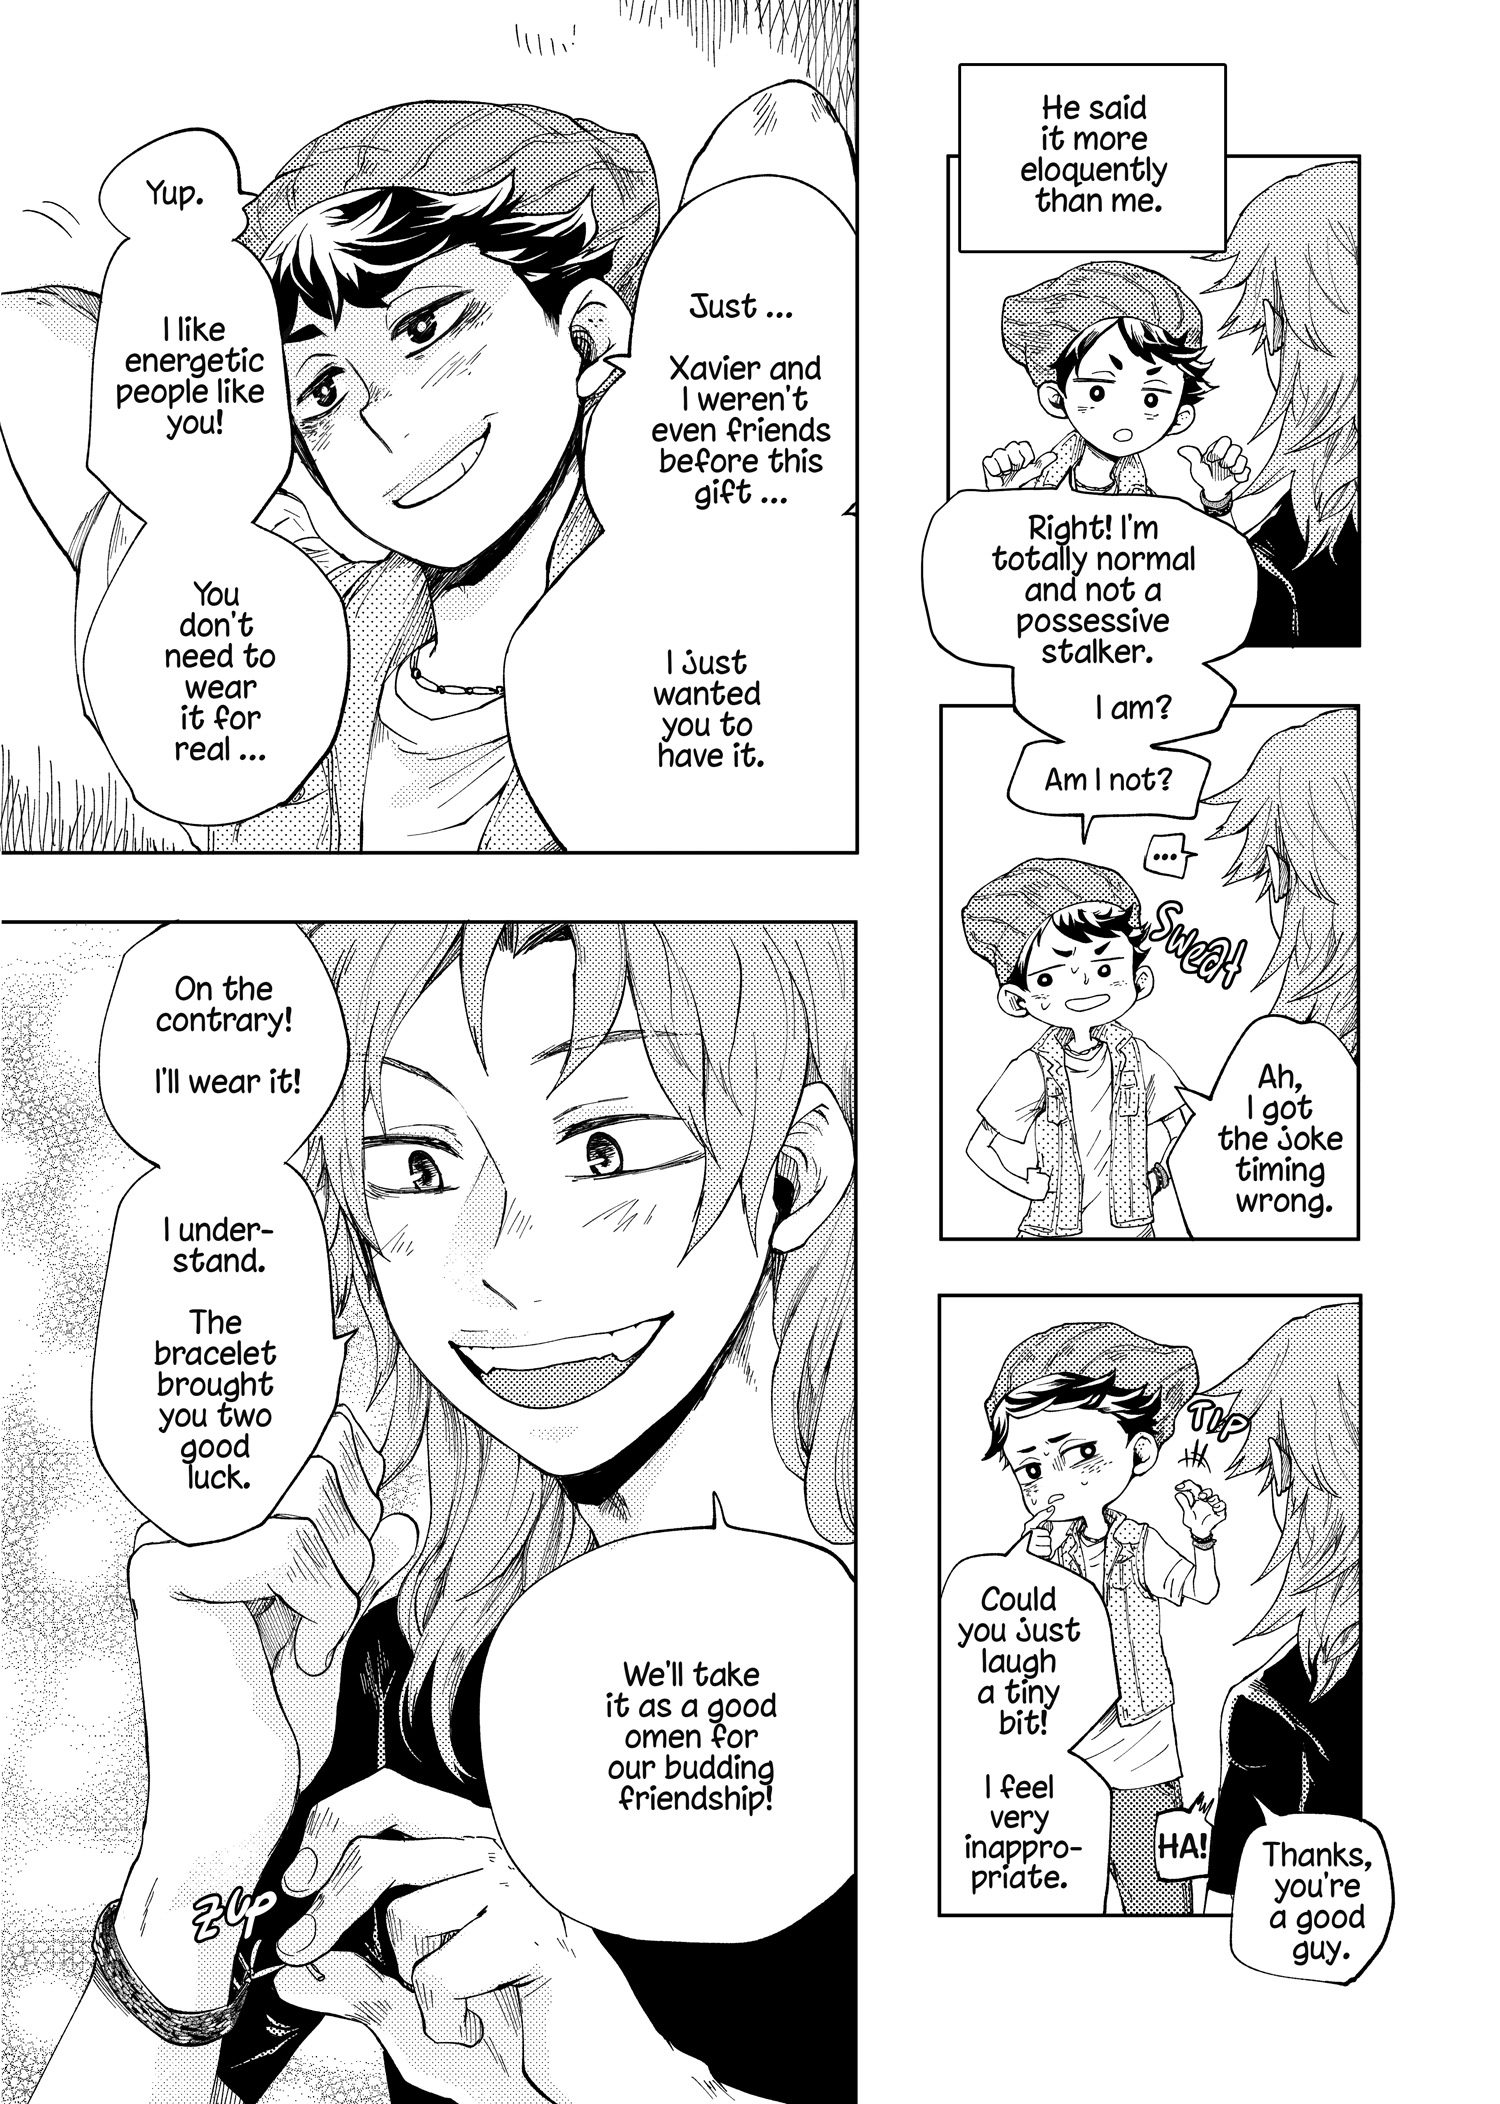 Yup.
I like
energetic
people like
you!
You
don't
need to
wear
it for
real ...
Just ...
Xavier and
I weren't
even friends
before this
gift ...
I just
wanted
you to
have it.
On the
contrary!
I'll wear it!
I under-
stand.
The
bracelet
brought
you two
good
luck.
We'll take
it as a good
omen for
our budding
friendship!
ZUP
He said
it more
eloquently
than me.
Right! I'm
totally normal
and not a
possessive
stalker.
I am?
Am I not?
...
Sweat
Ah,
I got
the joke
timing
wrong.
TIP
Could
you just
laugh
a tiny
bit!
I feel
very
inappro-
priate.
HA!
Thanks,
you're
a good
guy.